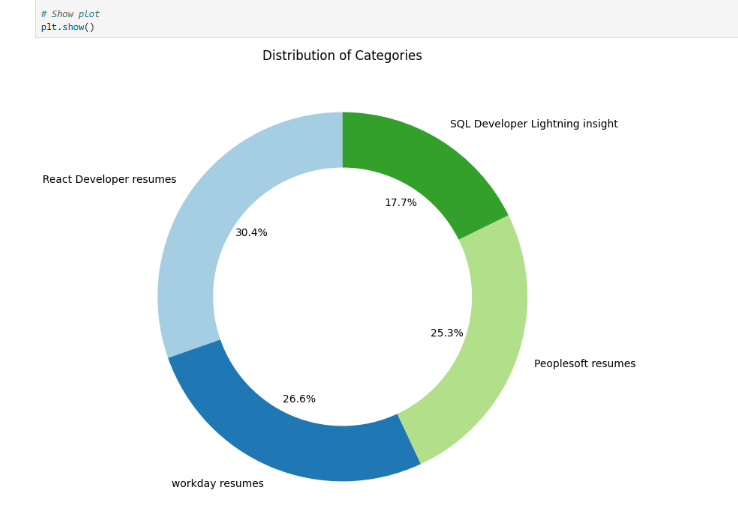 # Show plot
plt.show()
Distribution of Categories
SQL Developer Lightning insight
React Developer resumes
17.7%
30.4%
25.3%
Peoplesoft resumes
26.6%
workday resumes